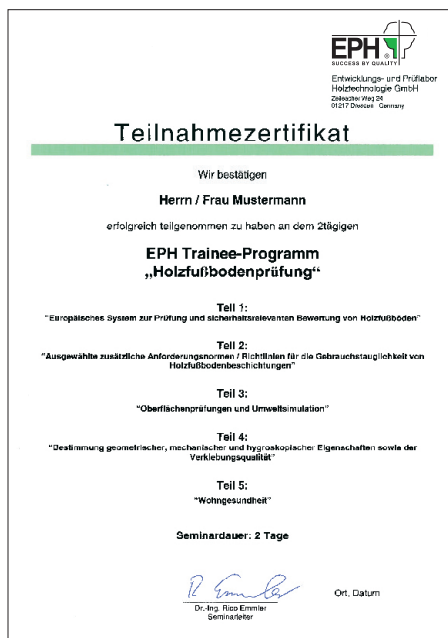 EPH®
SUCCESS BY QUALITY
Entwicklungs- und Prüflabor
Holztechnologie GmbH
Zellescher Weg 24
01217 Dresden · Germany
Teilnahmezertifikat
Wir bestätigen
Herrn / Frau Mustermann
erfolgreich teilgenommen zu haben an dem 2tägigen
EPH Trainee-Programm
„Holzfußbodenprüfung“
Teil 1:
"Europäisches System zur Prüfung und sicherheitsrelevanten Bewertung von Holzfußböden"
Teil 2:
"Ausgewählte zusätzliche Anforderungsnormen / Richtlinien für die Gebrauchstauglichkeit von
Holzfußbodenbeschichtungen"
Teil 3:
"Oberflächenprüfungen und Umweltsimulation"
Teil 4:
"Bestimmung geometrischer, mechanischer und hygroskopischer Eigenschaften sowie der
Verklebungsqualität"
Teil 5:
"Wohngesundheit"
Seminardauer: 2 Tage
R. Emmler
Dr.-Ing. Rico Emmler
Seminarleiter
Ort, Datum